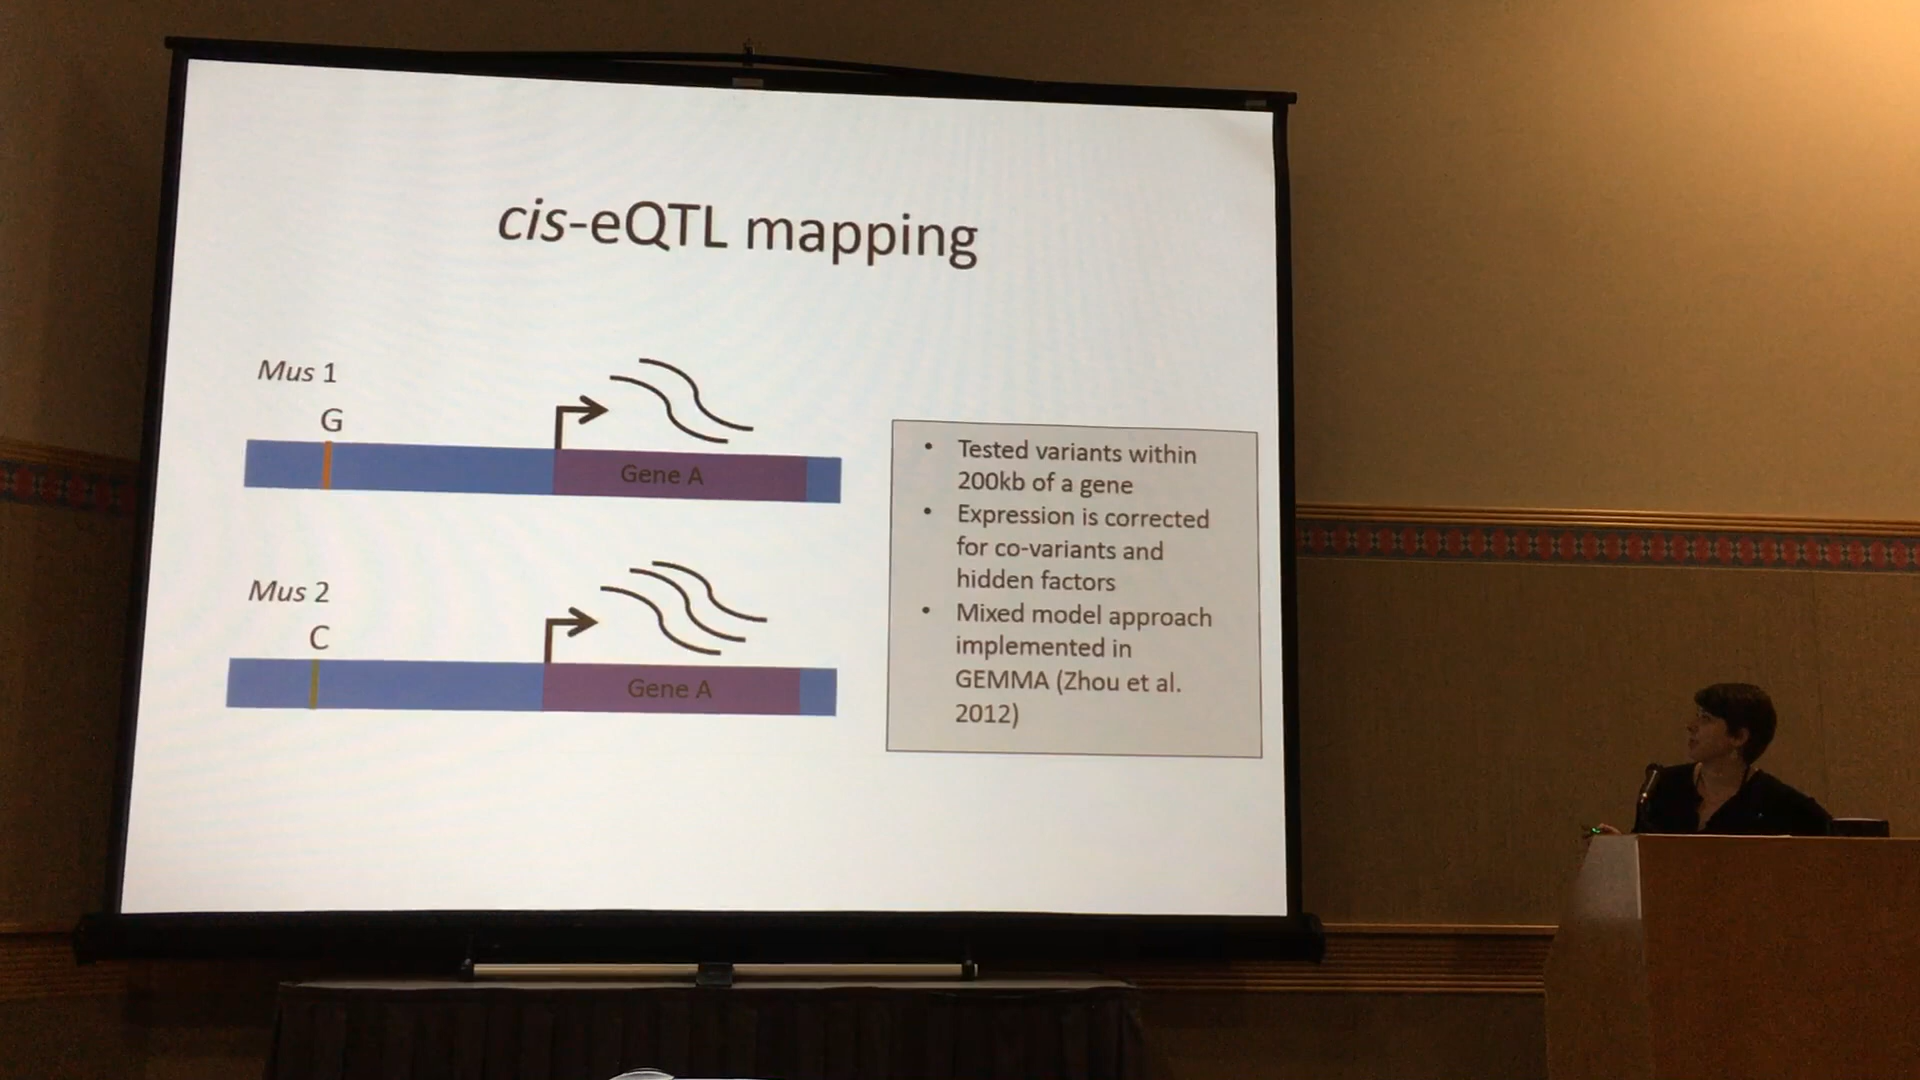 cis-eQTL mapping
Mus 1
G
Gene A
Mus 2
C
Gene A
• Tested variants within
200kb of a gene
• Expression is corrected
for co-variants and
hidden factors
• Mixed model approach
implemented in
GEMMA (Zhou et al.
2012)